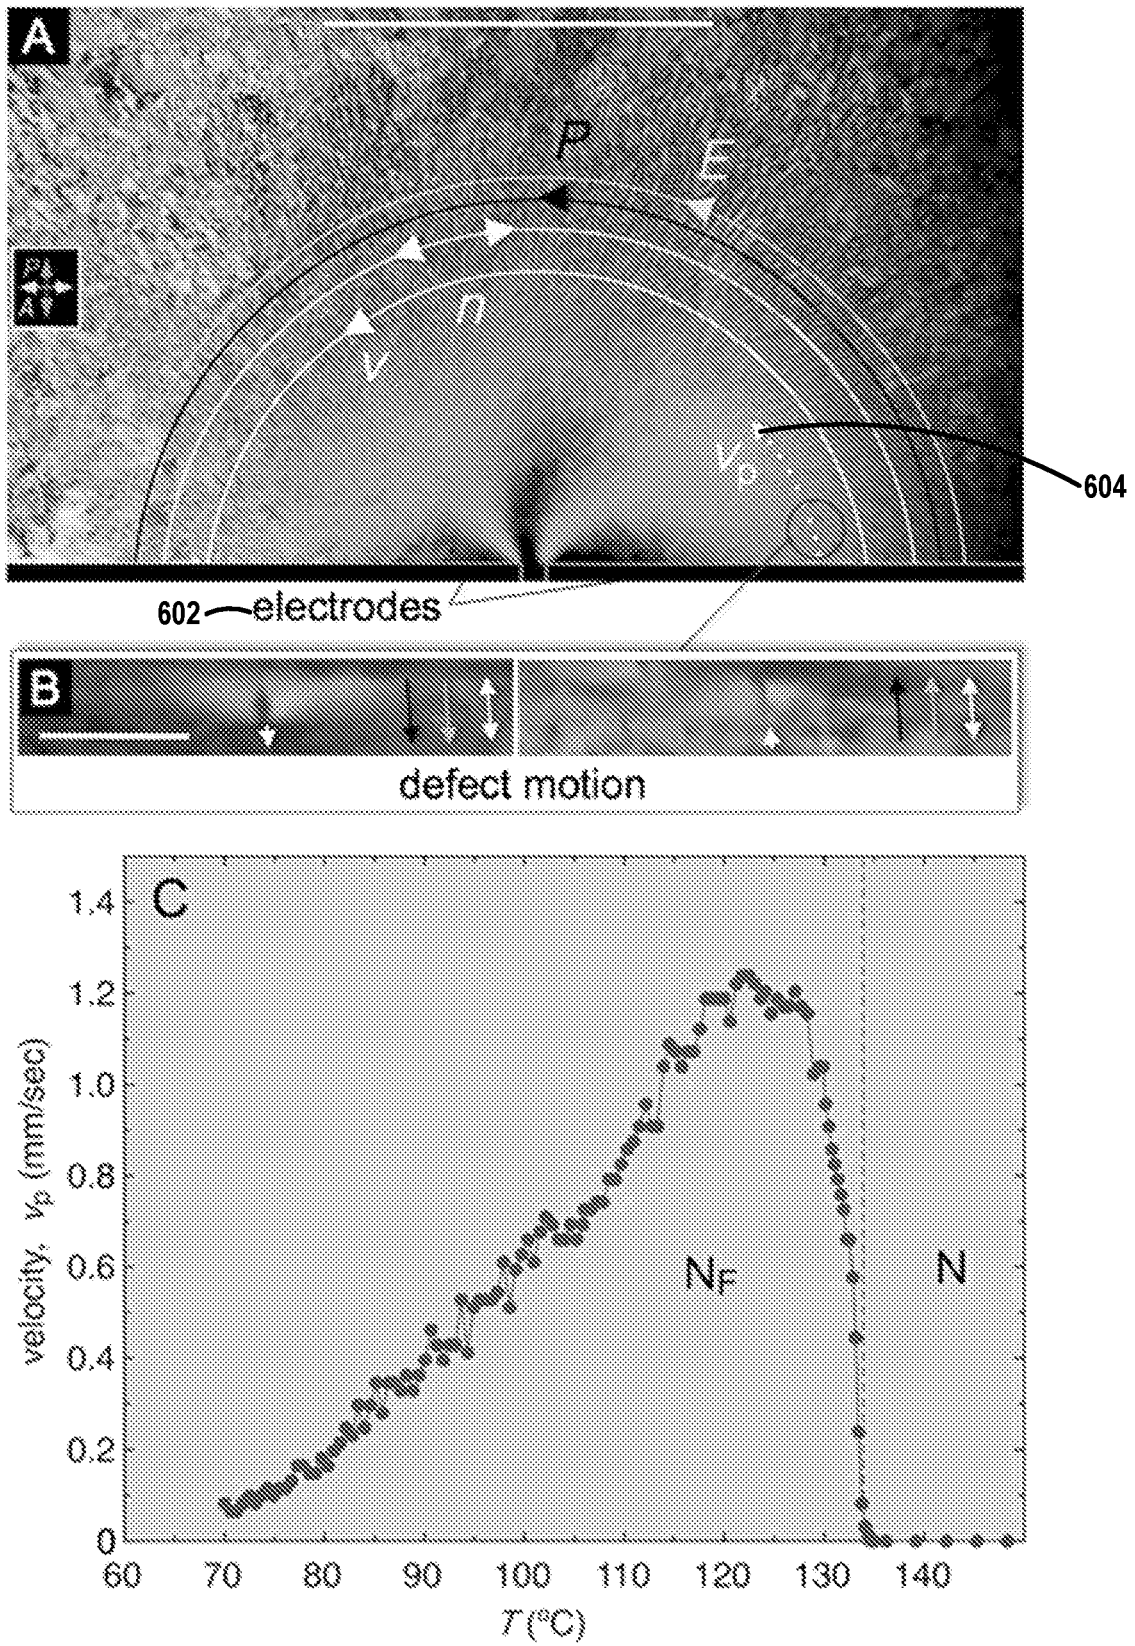 A
P
E
P
A
n
v
vp
604
602 electrodes
B
defect motion
C
1.4
1.2
1.0
0.8
0.6
0.4
0.2
0
velocity, vp (mm/sec)
NF
N
60 70 80 90 100 110 120 130 140
T (°C)